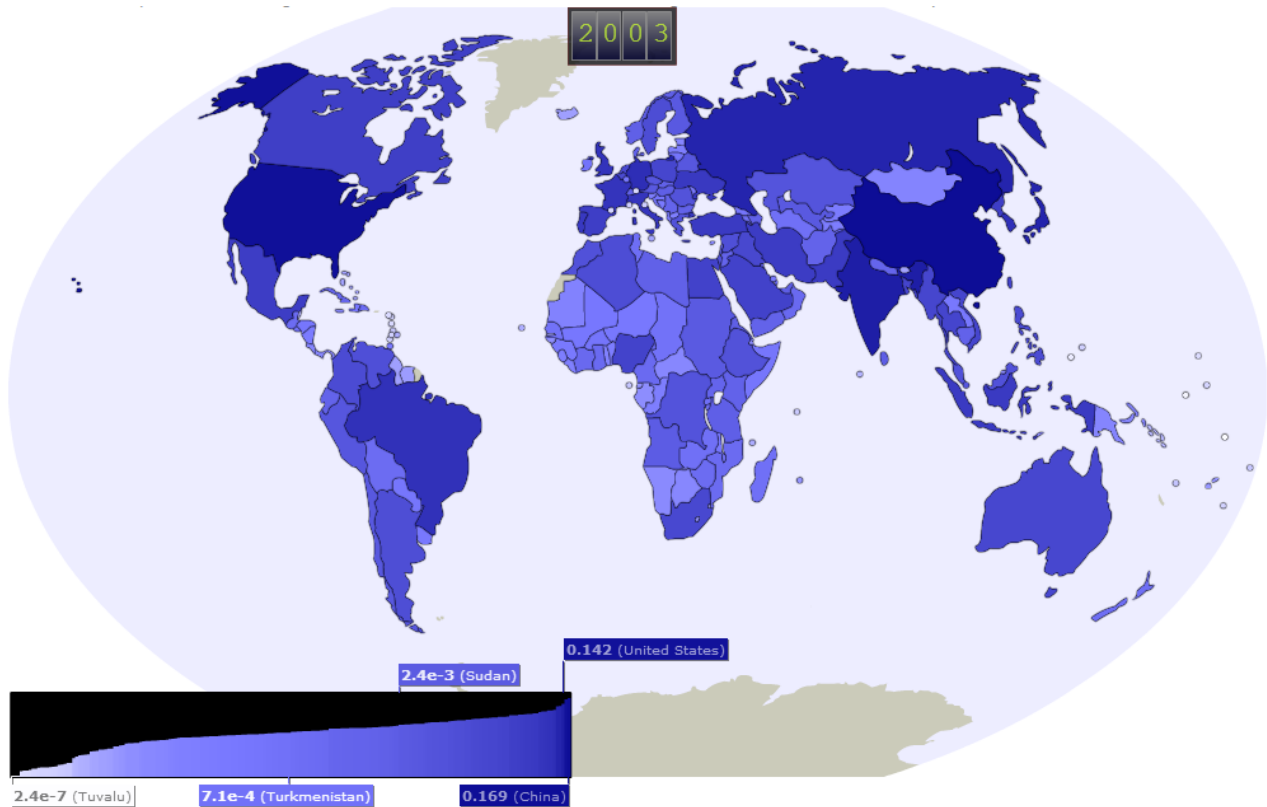 2003
0.142 (United States)
2.4e-3 (Sudan)
2.4e-7 (Tuvalu)
7.1e-4 (Turkmenistan)
0.169 (China)